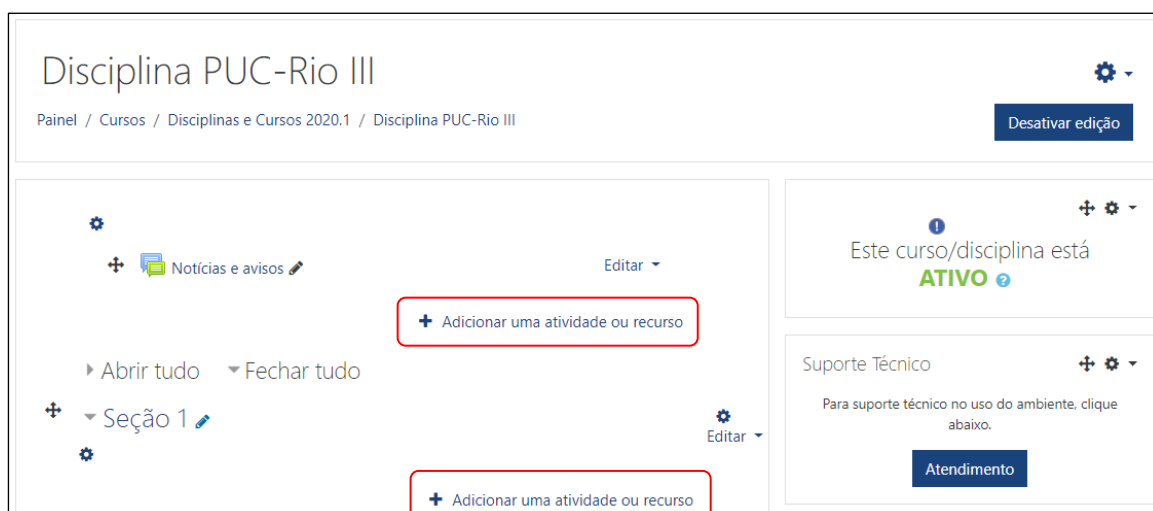 Disciplina PUC-Rio III
Painel / Cursos / Disciplinas e Cursos 2020.1 / Disciplina PUC-Rio III
Desativar edição
Notícias e avisos
Editar
Adicionar uma atividade ou recurso
Abrir tudo
Fechar tudo
Seção 1
Editar
Adicionar uma atividade ou recurso
Este curso/disciplina está
ATIVO
Suporte Técnico
Para suporte técnico no uso do ambiente, clique
abaixo.
Atendimento